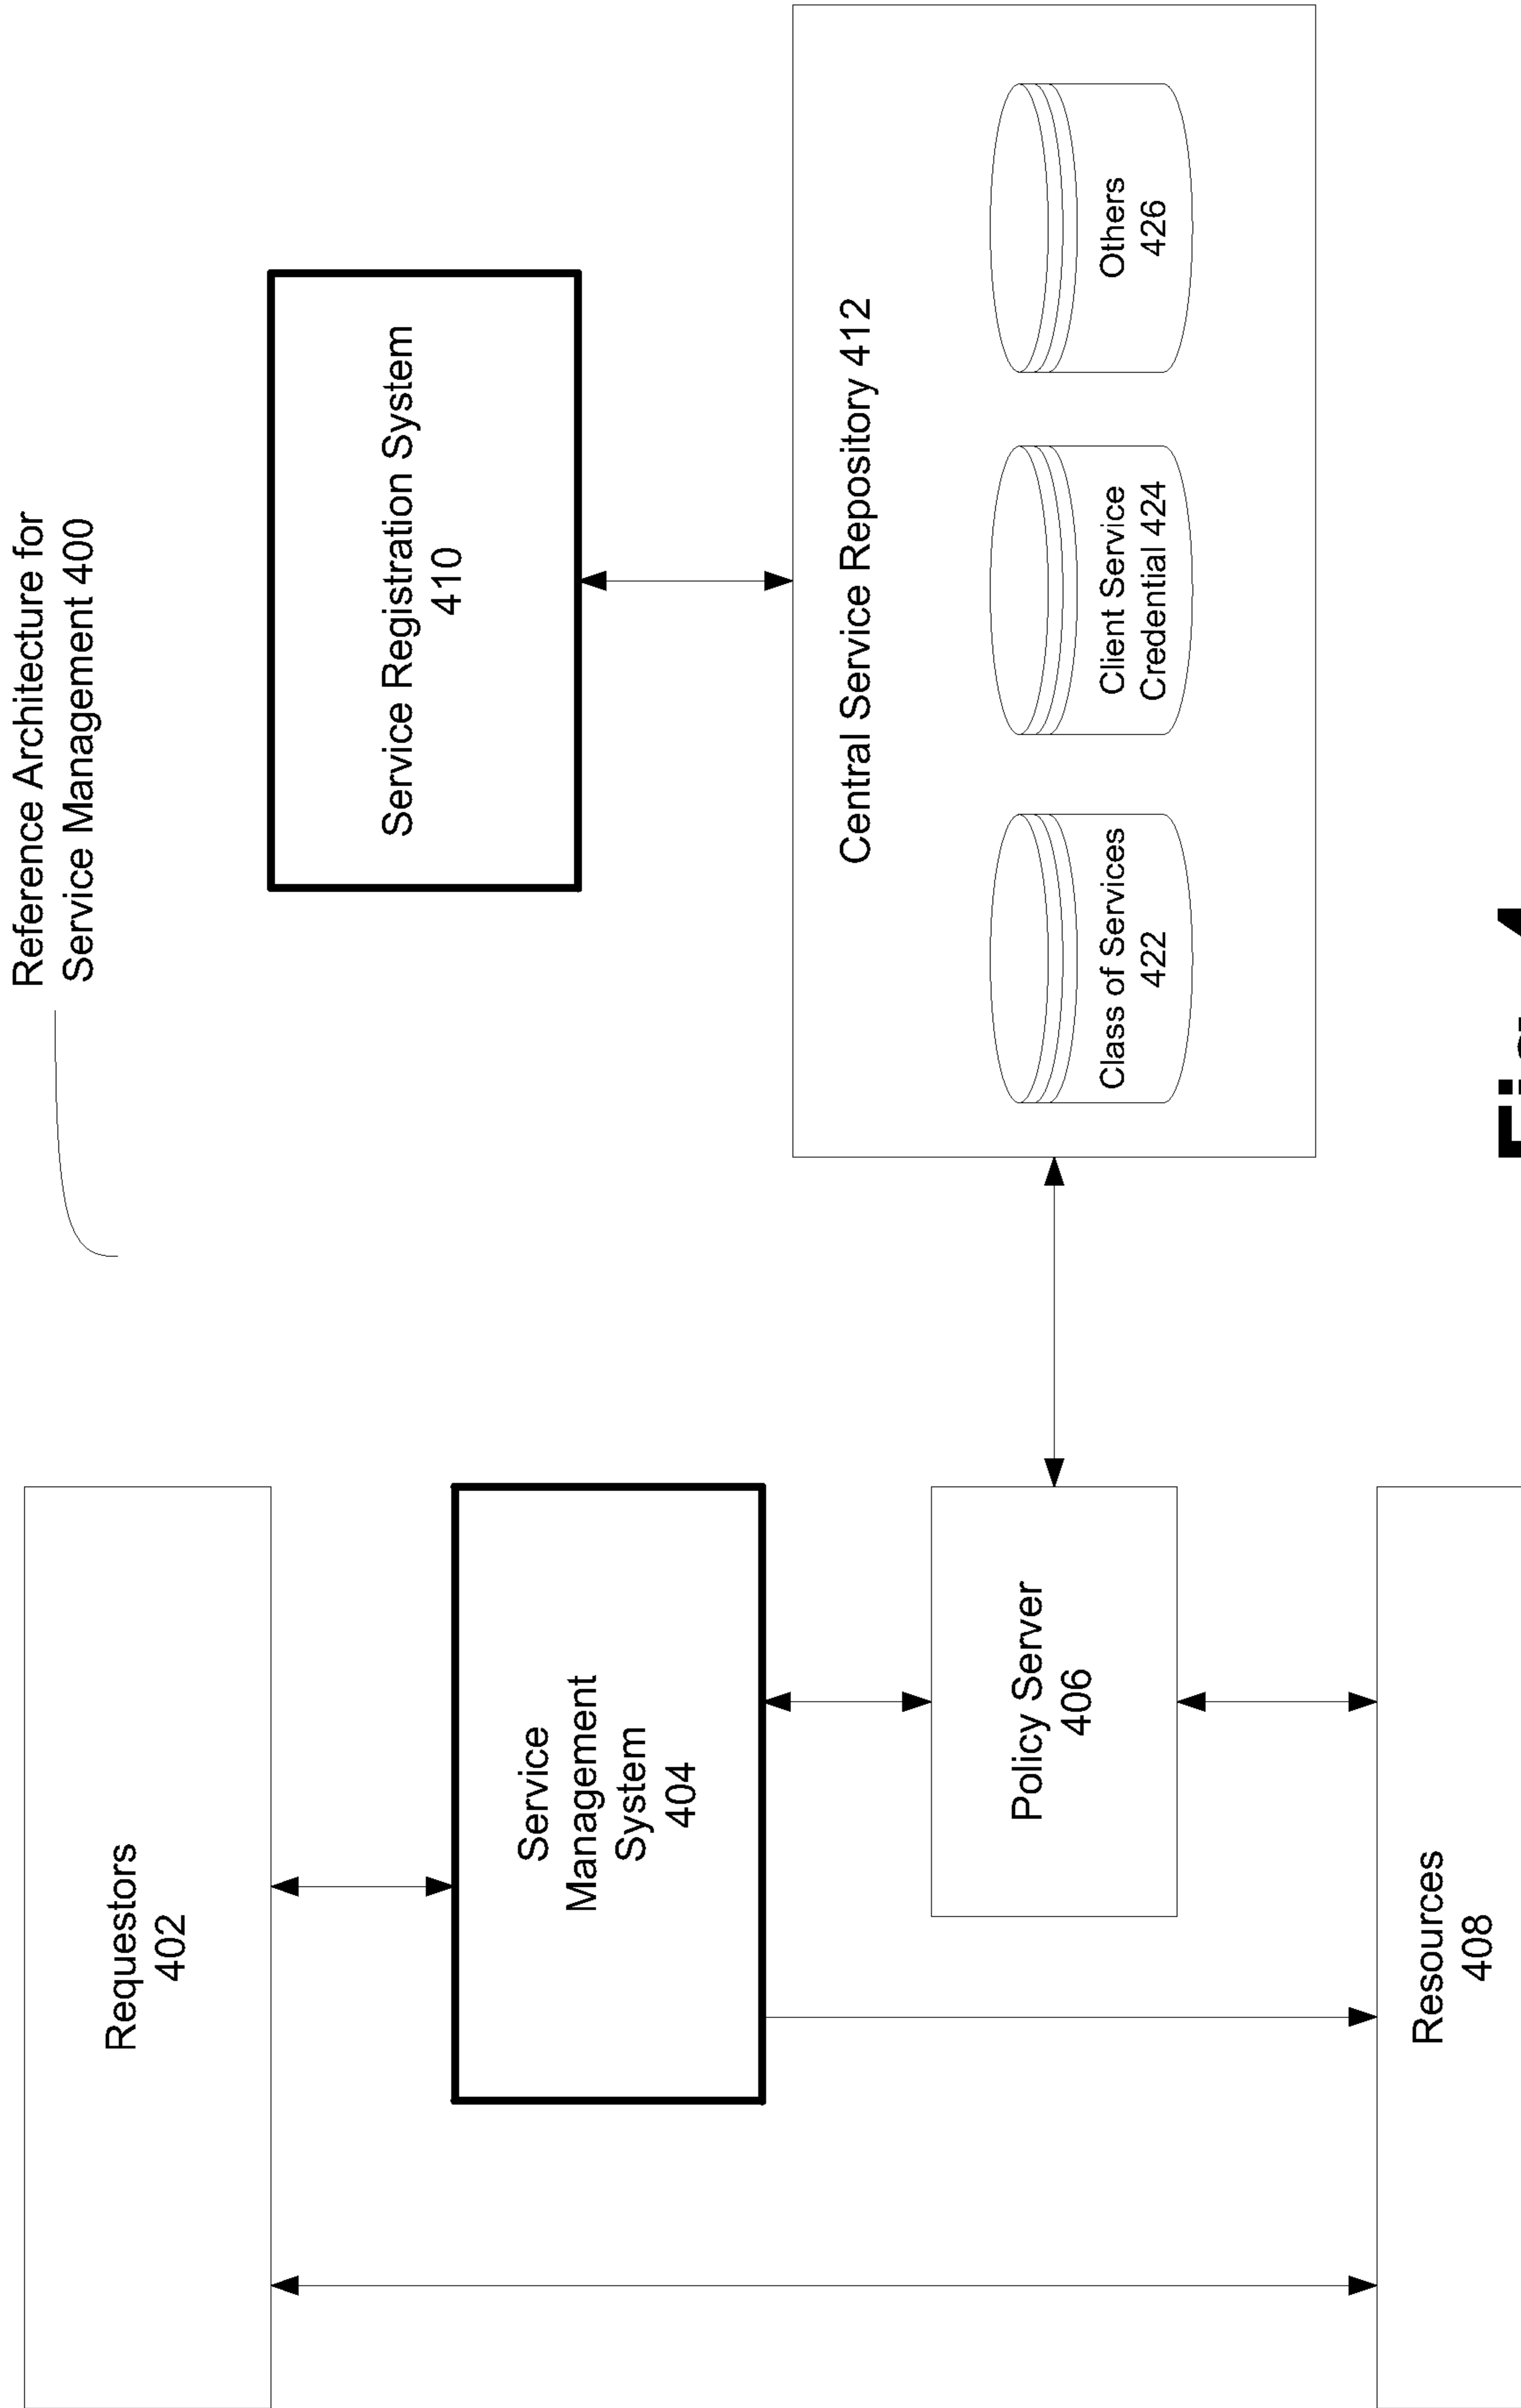 Reference Architecture for
Service Management 400
Requestors
402
Service
Management
System
404
Policy Server
406
Resources
408
Service Registration System
410
Central Service Repository 412
Class of Services
422
Client Service
Credential 424
Others
426